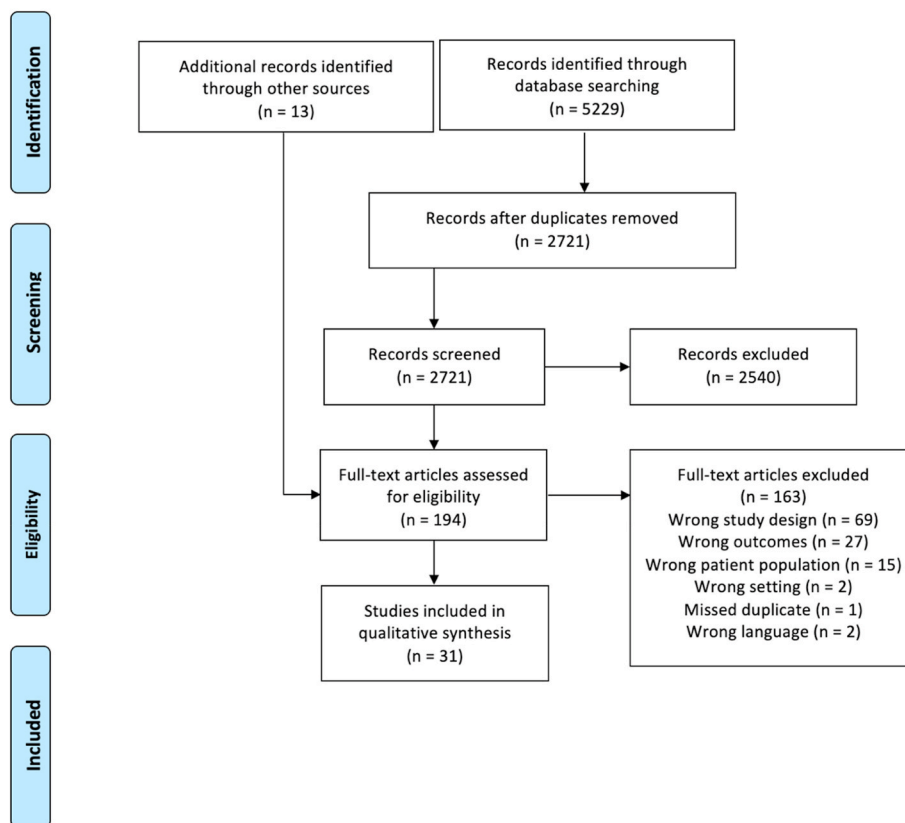 Identification
Additional records identified
through other sources
(n = 13)
Records identified through
database searching
(n = 5229)
Records after duplicates removed
(n = 2721)
Screening
Records screened
(n = 2721)
Records excluded
(n = 2540)
Eligibility
Full-text articles assessed
for eligibility
(n = 194)
Full-text articles excluded
(n = 163)
Wrong study design (n = 69)
Wrong outcomes (n = 27)
Wrong patient population (n = 15)
Wrong setting (n = 2)
Missed duplicate (n = 1)
Wrong language (n = 2)
Studies included in
qualitative synthesis
(n = 31)
Included